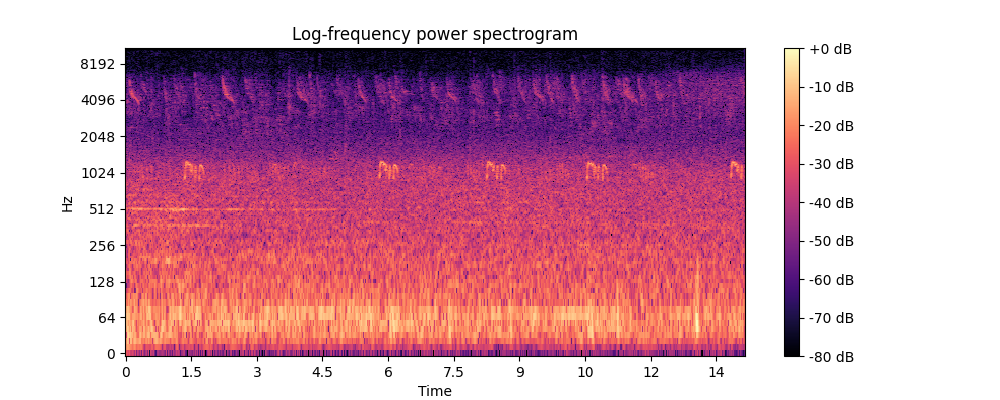 Log-frequency power spectrogram
Hz
8192
4096
2048
1024
512
256
128
64
0
0 1.5 3 4.5 6 7.5 9 10 12 14
Time
+0 dB
-10 dB
-20 dB
-30 dB
-40 dB
-50 dB
-60 dB
-70 dB
-80 dB